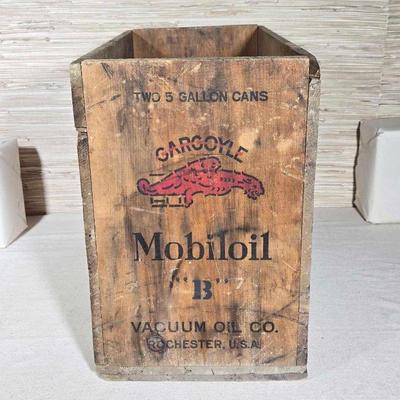 TWO 5 GALLON CANS
GARGOYLE
Mobiloil
"B"
VACUUM OIL CO.
ROCHESTER, U.S.A.